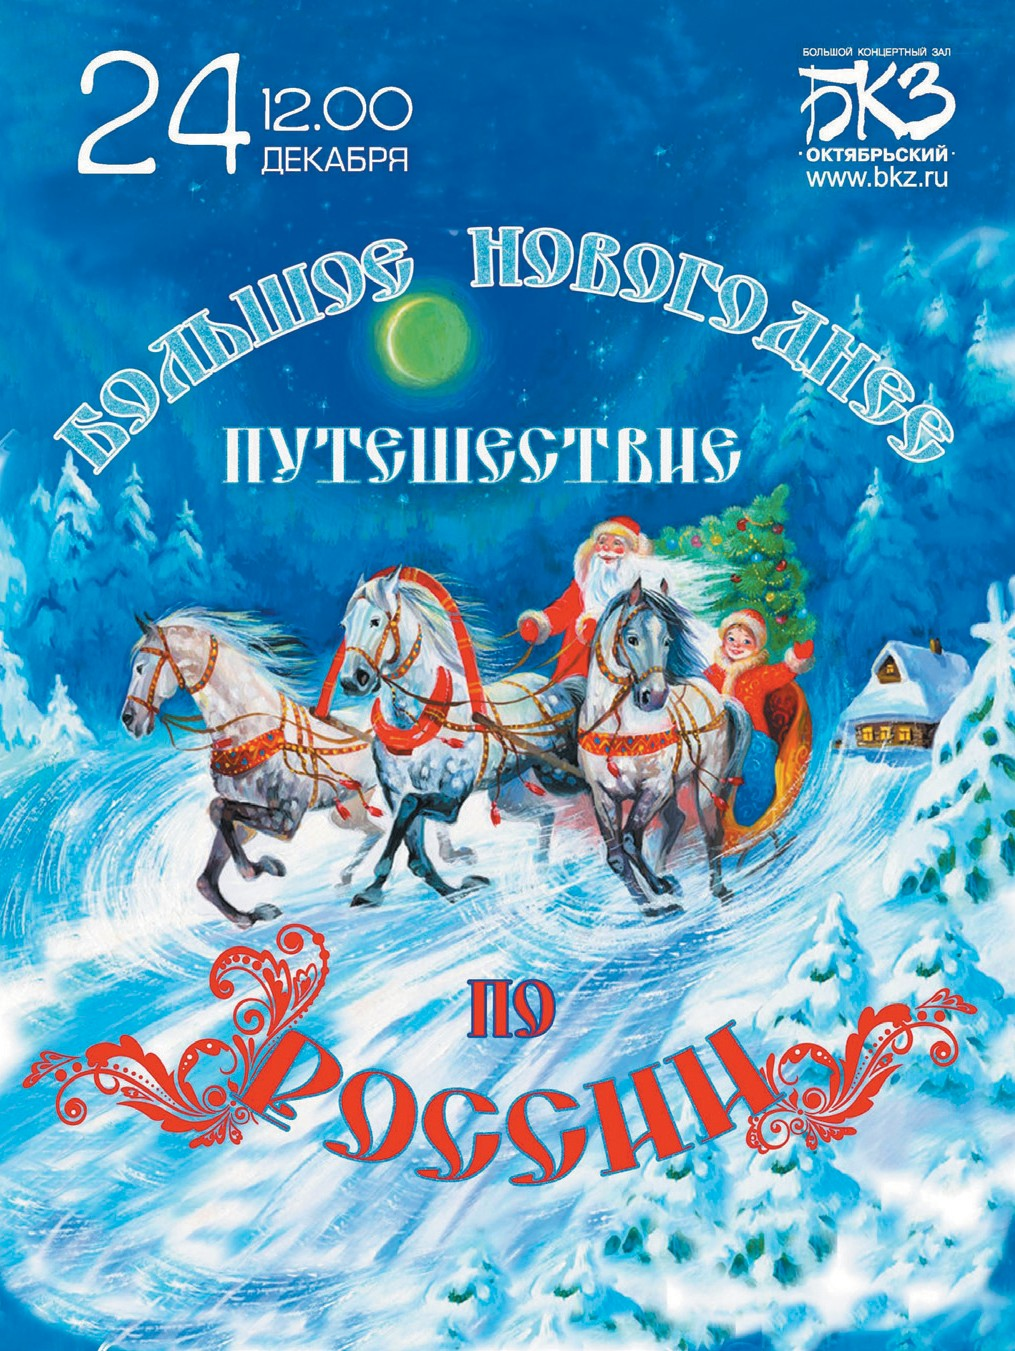 24 12.00
ДЕКАБРЯ
БОЛЬШОЙ КОНЦЕРТНЫЙ ЗАЛ
БКЗ
·ОКТЯБРЬСКИЙ·
www.bkz.ru
БОЛЬШОЕ НОВОГОДНЕЕ
ПУТЕШЕСТВИЕ
ПО
РОССИИ